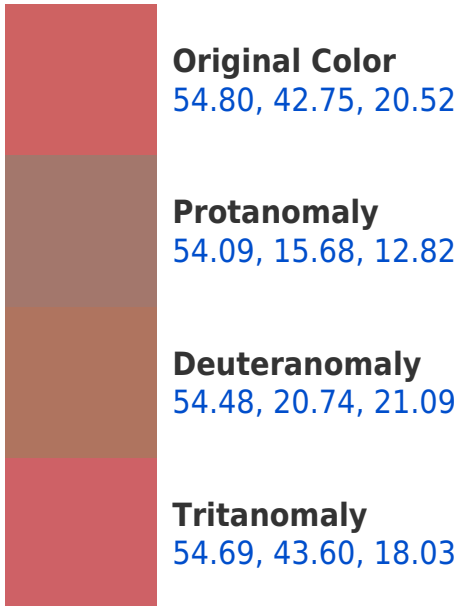 Original Color
54.80, 42.75, 20.52
Protanomaly
54.09, 15.68, 12.82
Deuteranomaly
54.48, 20.74, 21.09
Tritanomaly
54.69, 43.60, 18.03